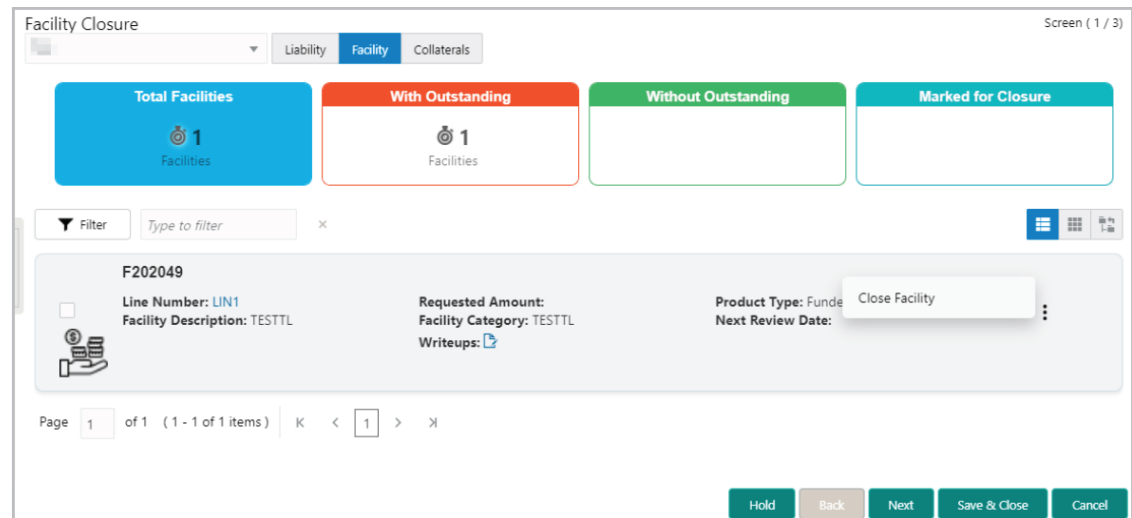 Facility Closure
Screen ( 1 / 3)
Liability Facility Collaterals
Total Facilities With Outstanding Without Outstanding Marked for Closure
1 1
Facilities Facilities
Filter Type to filter ×
F202049
Line Number: LIN1 Requested Amount: Product Type: Funde Close Facility
Facility Description: TESTTL Facility Category: TESTTL Next Review Date:
Writeups:
Page 1 of 1 ( 1 - 1 of 1 items) 1
Hold Back Next Save & Close Cancel